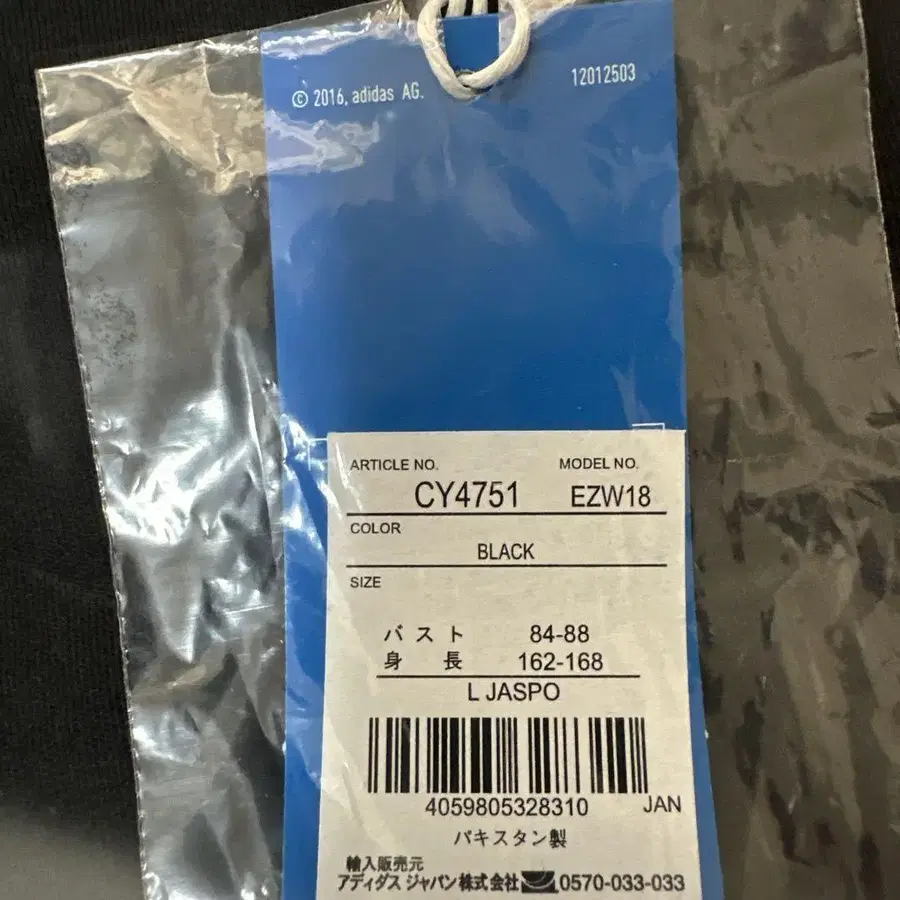 © 2016, adidas AG. 12012503
ARTICLE NO. MODEL NO.
CY4751 EZW18
COLOR
BLACK
SIZE
バスト 84-88
身長 162-168
L JASPO
4059805328310 JAN
パキスタン製
輸入販売元
アディダス ジャパン株式会社 0570-033-033